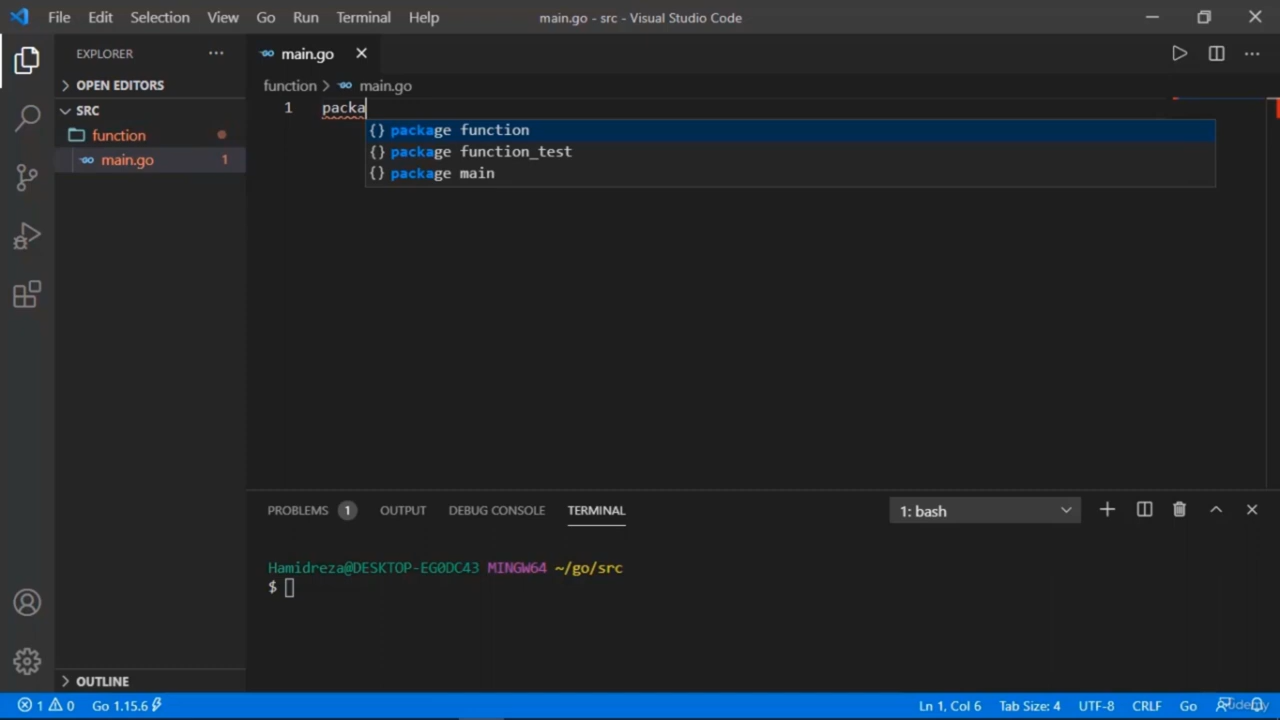 File Edit Selection View Go Run Terminal Help
main.go - src - Visual Studio Code
EXPLORER
OPEN EDITORS
SRC
function
main.go 1
main.go
function > main.go
1 packa
{} package function
{} package function_test
{} package main
PROBLEMS 1 OUTPUT DEBUG CONSOLE TERMINAL
1: bash
Hamidreza@DESKTOP-EG0DC43 MINGW64 ~/go/src
$
OUTLINE
1 0 Go 1.15.6
Ln 1, Col 6 Tab Size: 4 UTF-8 CRLF Go
Udemy